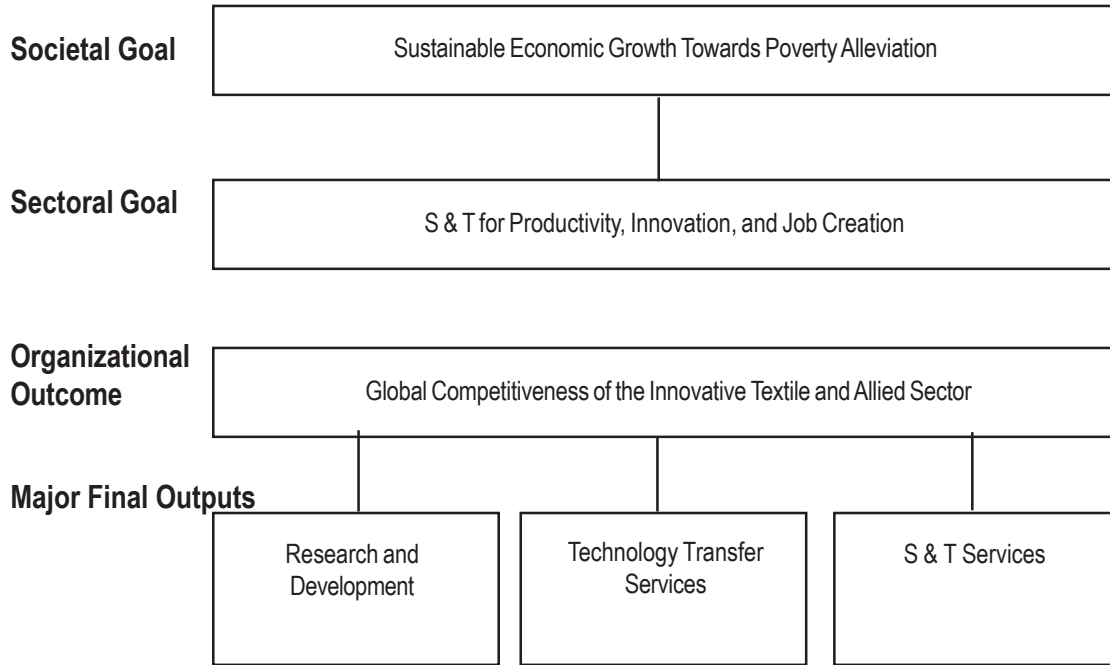 Societal Goal
Sustainable Economic Growth Towards Poverty Alleviation
Sectoral Goal
S & T for Productivity, Innovation, and Job Creation
Organizational
Outcome
Global Competitiveness of the Innovative Textile and Allied Sector
Major Final Outputs
Research and
Development
Technology Transfer
Services
S & T Services